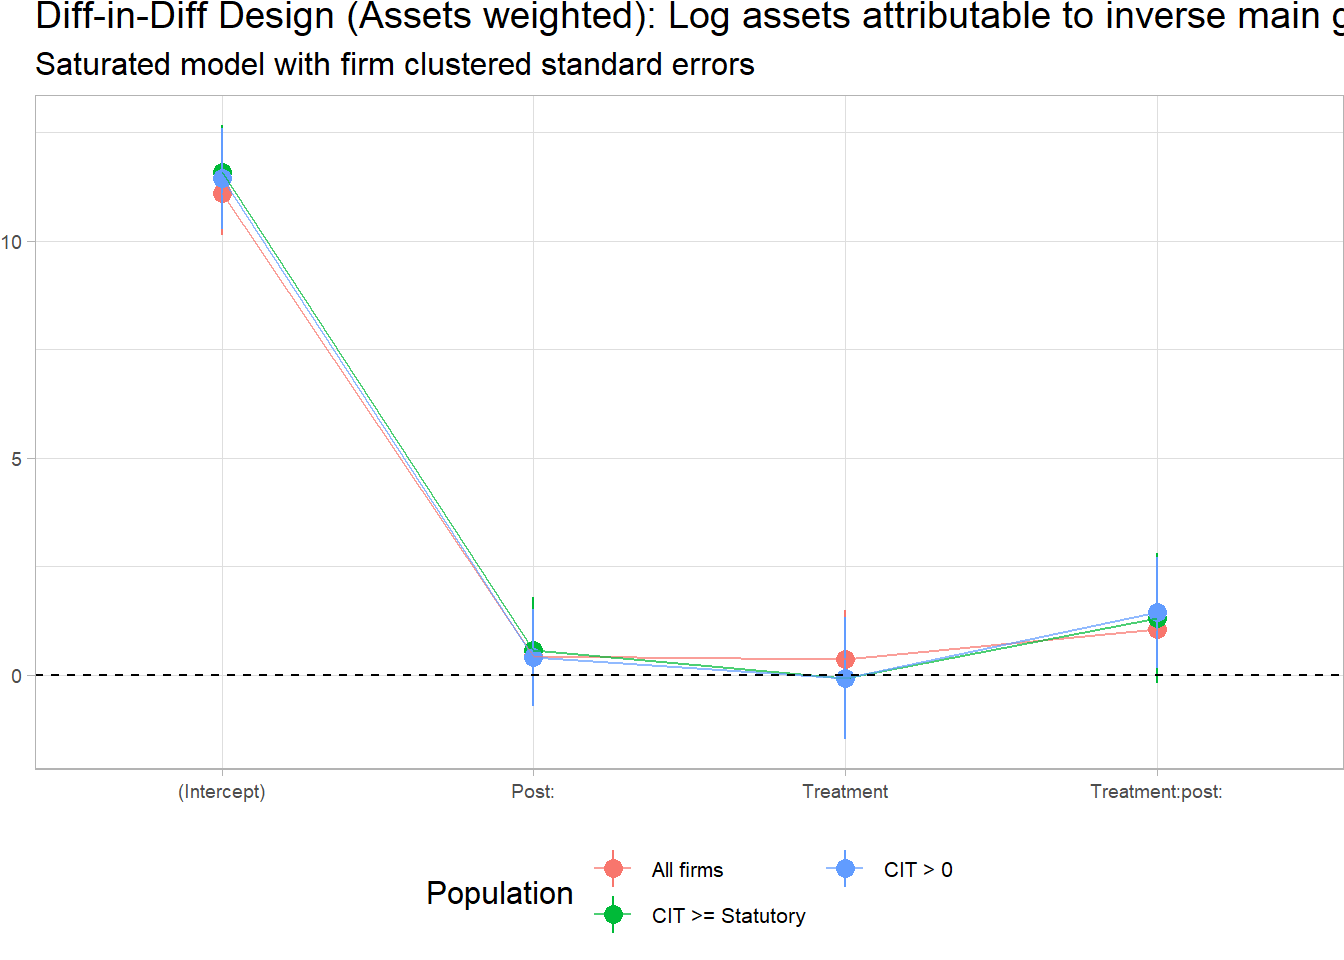 Diff-in-Diff Design (Assets weighted): Log assets attributable to inverse main
Saturated model with firm clustered standard errors
10
5
0
(Intercept) Post: Treatment Treatment:post:
Population
All firms CIT > 0
CIT >= Statutory